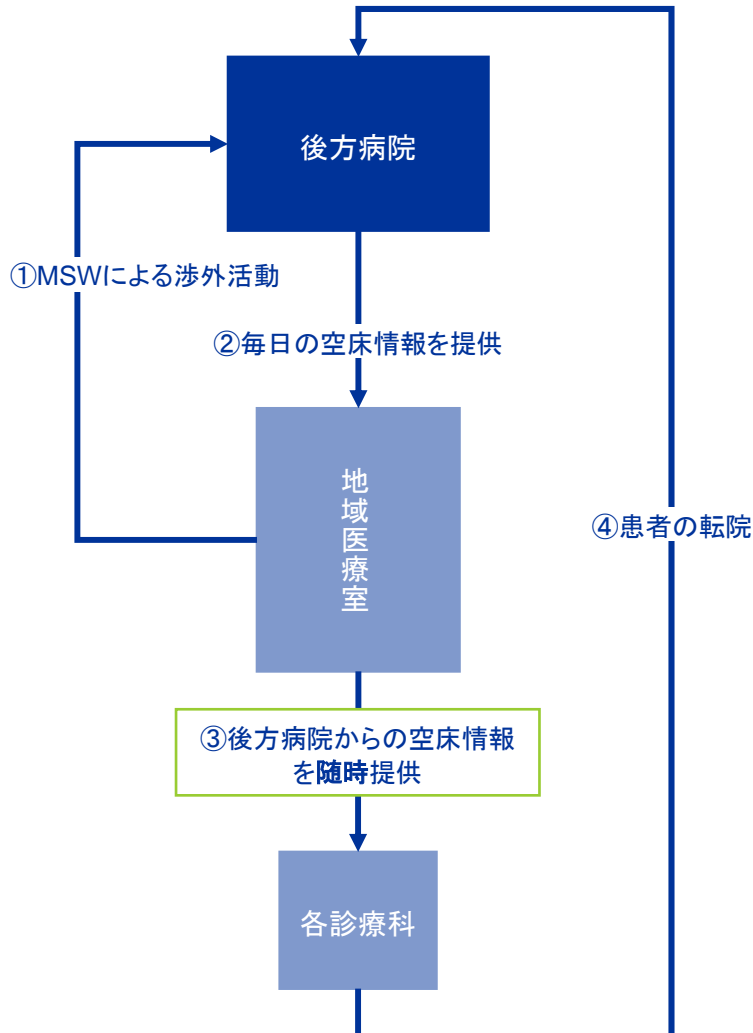 後方病院
①MSWによる渉外活動
②毎日の空床情報を提供
地域医療室
④患者の転院
③後方病院からの空床情報
を随時提供
各診療科